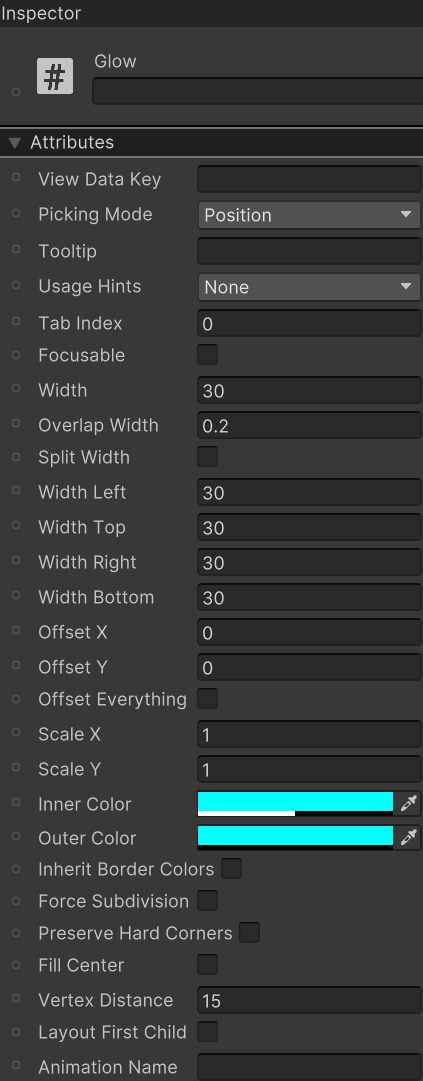 Inspector
#
Glow
Attributes
View Data Key
Picking Mode Position
Tooltip
Usage Hints None
Tab Index 0
Focusable
Width 30
Overlap Width 0.2
Split Width
Width Left 30
Width Top 30
Width Right 30
Width Bottom 30
Offset X 0
Offset Y 0
Offset Everything
Scale X 1
Scale Y 1
Inner Color
Outer Color
Inherit Border Colors
Force Subdivision
Preserve Hard Corners
Fill Center
Vertex Distance 15
Layout First Child
Animation Name